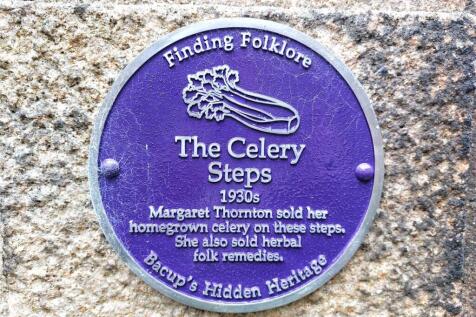 Finding Folklore
The Celery
Steps
1930s
Margaret Thornton sold her
homegrown celery on these steps.
She also sold herbal
folk remedies.
Bacup's Hidden Heritage